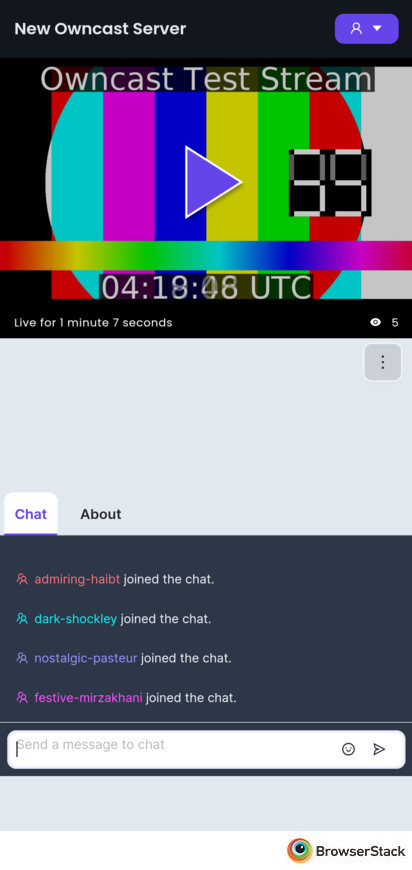 New Owncast Server
Owncast Test Stream
04:18:48 UTC
Live for 1 minute 7 seconds
5
Chat
About
admiring-haibt joined the chat.
dark-shockley joined the chat.
nostalgic-pasteur joined the chat.
festive-mirzakhani joined the chat.
Send a message to chat
BrowserStack